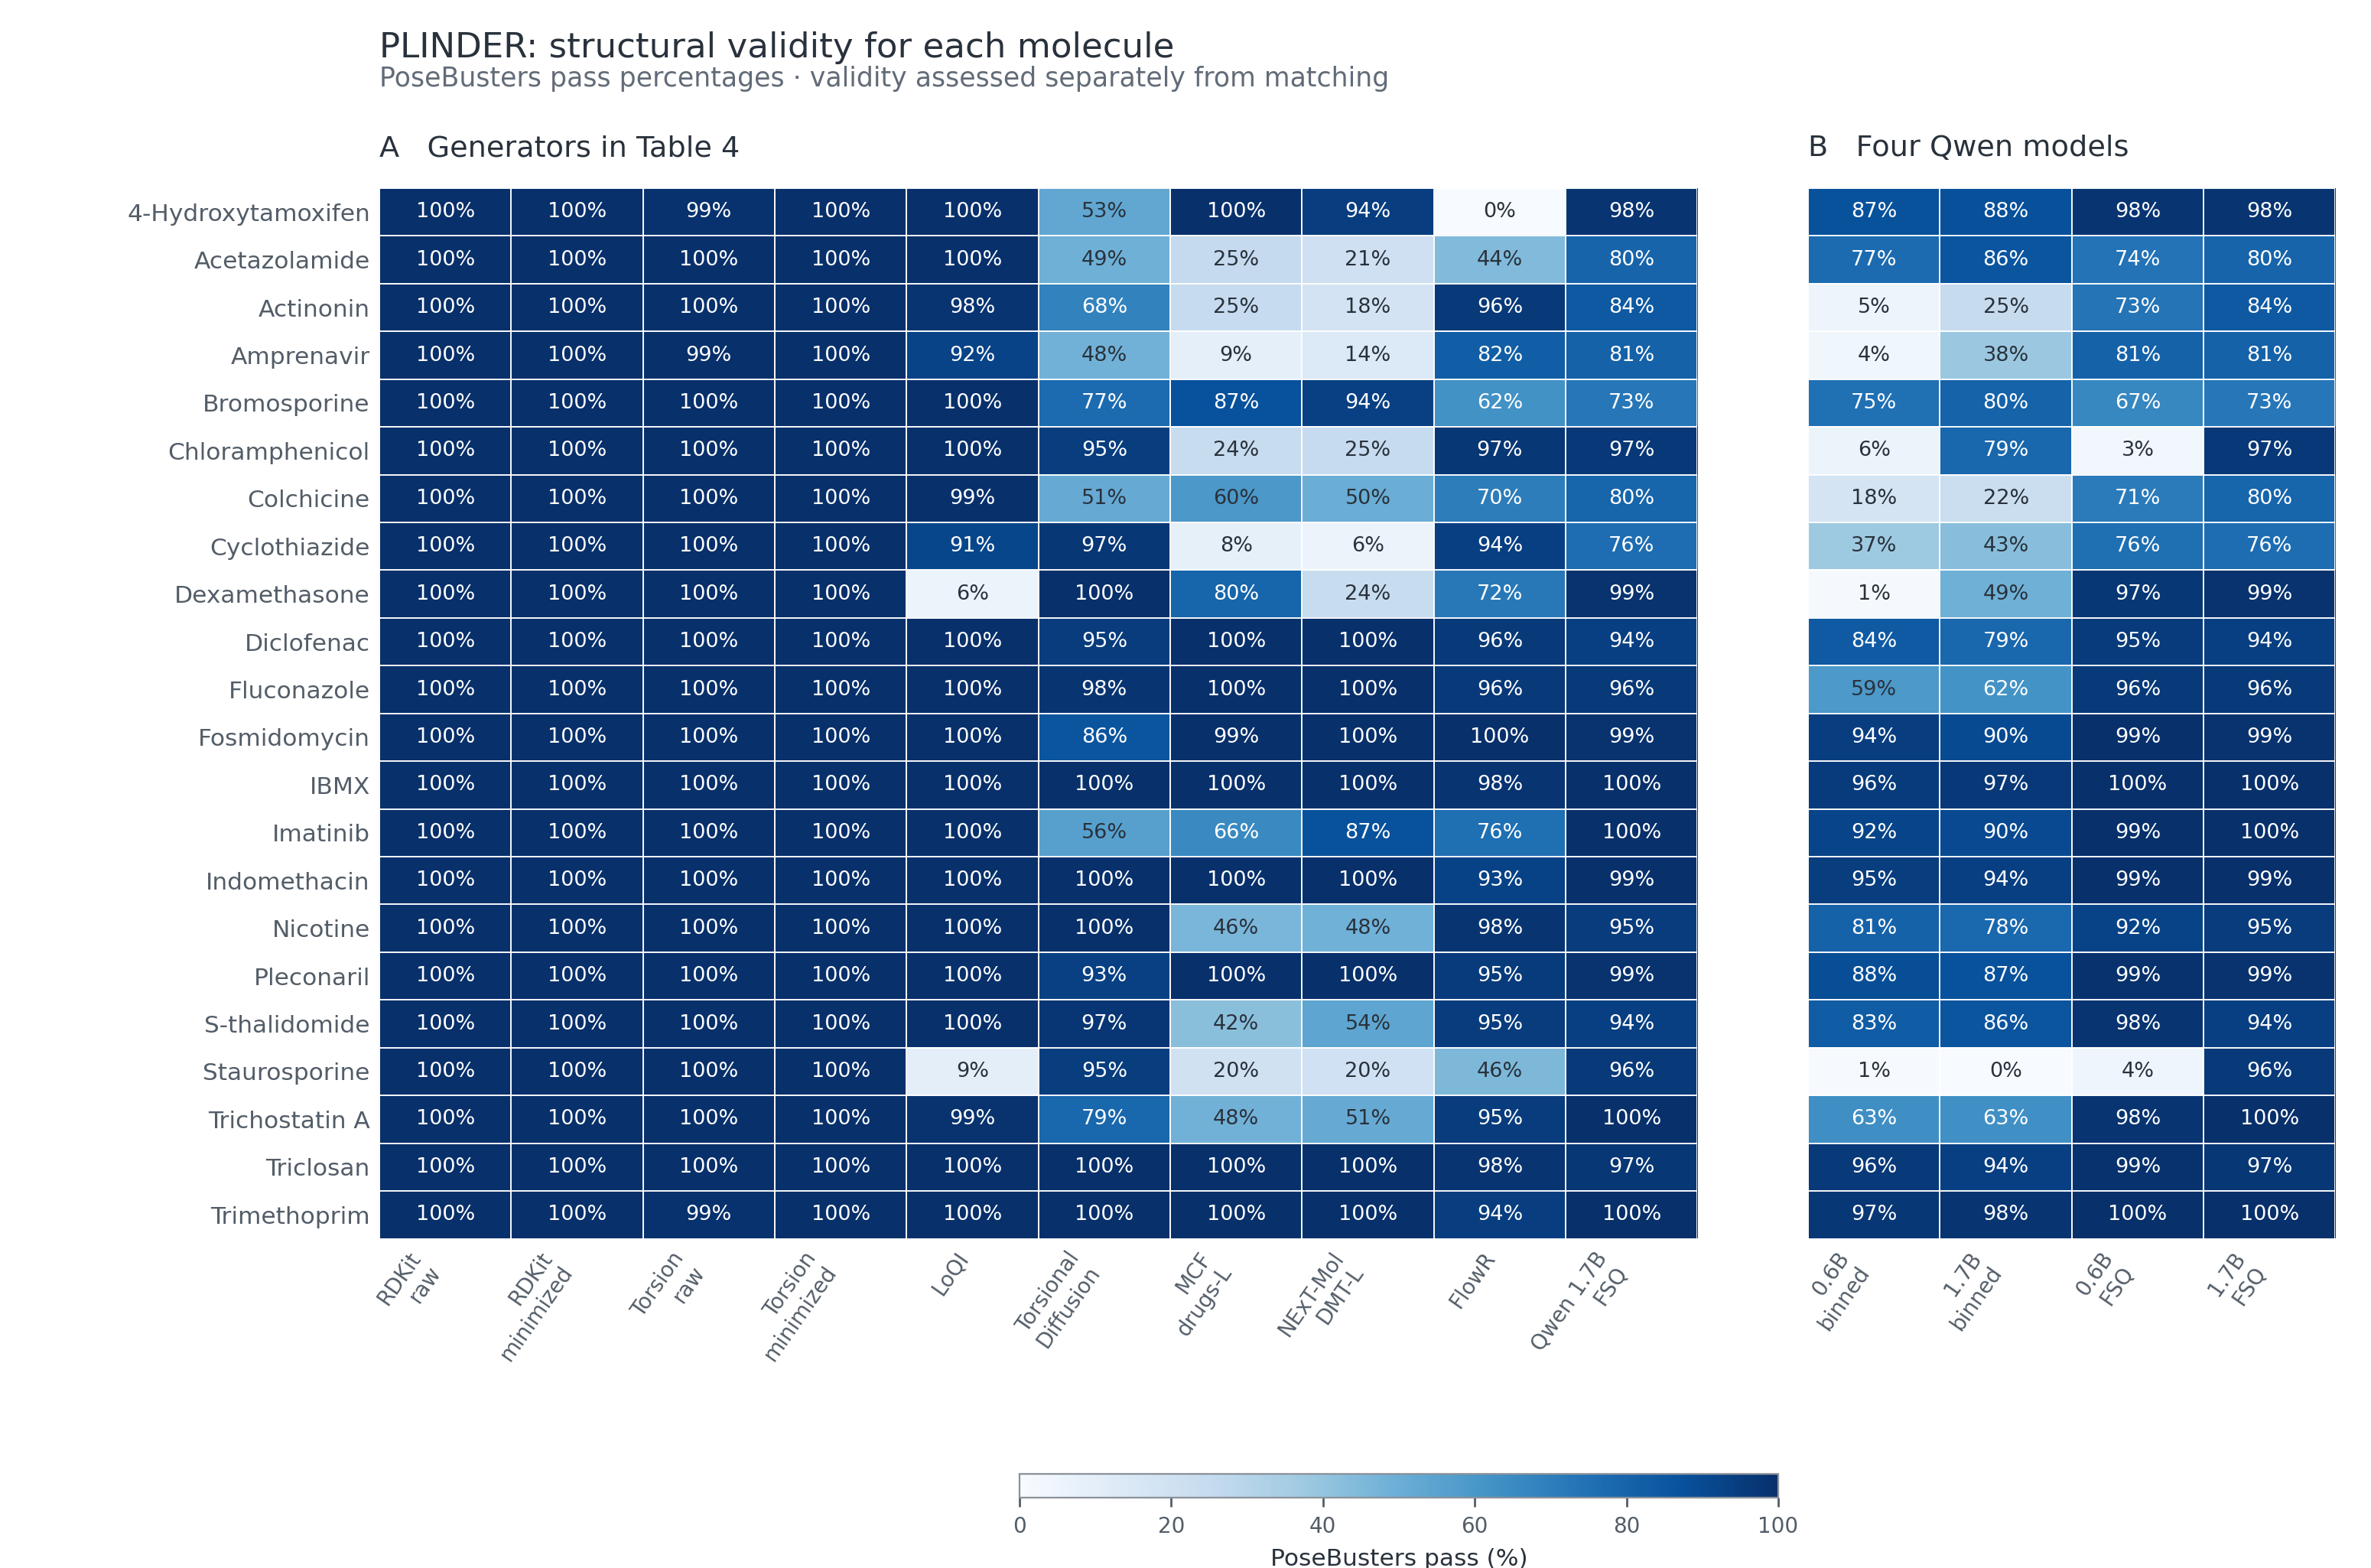 PLINDER: structural validity for each molecule
PoseBusters pass percentages · validity assessed separately from matching
A Generators in Table 4
B Four Qwen models
4-Hydroxytamoxifen 100% 100% 99% 100% 100% 53% 100% 94% 0% 98% 87% 88% 98% 98%
Acetazolamide 100% 100% 100% 100% 100% 49% 25% 21% 44% 80% 77% 86% 74% 80%
Actinonin 100% 100% 100% 100% 98% 68% 25% 18% 96% 84% 5% 25% 73% 84%
Amprenavir 100% 100% 99% 100% 92% 48% 9% 14% 82% 81% 4% 38% 81% 81%
Bromosporine 100% 100% 100% 100% 100% 77% 87% 94% 62% 73% 75% 80% 67% 73%
Chloramphenicol 100% 100% 100% 100% 100% 95% 24% 25% 97% 97% 6% 79% 3% 97%
Colchicine 100% 100% 100% 100% 99% 51% 60% 50% 70% 80% 18% 22% 71% 80%
Cyclothiazide 100% 100% 100% 100% 91% 97% 8% 6% 94% 76% 37% 43% 76% 76%
Dexamethasone 100% 100% 100% 100% 6% 100% 80% 24% 72% 99% 1% 49% 97% 99%
Diclofenac 100% 100% 100% 100% 100% 95% 100% 100% 96% 94% 84% 79% 95% 94%
Fluconazole 100% 100% 100% 100% 100% 98% 100% 100% 96% 96% 59% 62% 96% 96%
Fosmidomycin 100% 100% 100% 100% 100% 86% 99% 100% 100% 99% 94% 90% 99% 99%
IBMX 100% 100% 100% 100% 100% 100% 100% 100% 98% 100% 96% 97% 100% 100%
Imatinib 100% 100% 100% 100% 100% 56% 66% 87% 76% 100% 92% 90% 99% 100%
Indomethacin 100% 100% 100% 100% 100% 100% 100% 100% 93% 99% 95% 94% 99% 99%
Nicotine 100% 100% 100% 100% 100% 100% 46% 48% 98% 95% 81% 78% 92% 95%
Pleconaril 100% 100% 100% 100% 100% 93% 100% 100% 95% 99% 88% 87% 99% 99%
S-thalidomide 100% 100% 100% 100% 100% 97% 42% 54% 95% 94% 83% 86% 98% 94%
Staurosporine 100% 100% 100% 100% 9% 95% 20% 20% 46% 96% 1% 0% 4% 96%
Trichostatin A 100% 100% 100% 100% 99% 79% 48% 51% 95% 100% 63% 63% 98% 100%
Triclosan 100% 100% 100% 100% 100% 100% 100% 100% 98% 97% 96% 94% 99% 97%
Trimethoprim 100% 100% 99% 100% 100% 100% 100% 100% 94% 100% 97% 98% 100% 100%
RDKit
raw
RDKit
minimized
Torsion
raw
Torsion
minimized
LoQI
Torsional
Diffusion
MCF
drugs-L
NExT-Mol
DMT-L
FlowR
Qwen 1.7B
FSQ
0.6B
binned
1.7B
binned
0.6B
FSQ
1.7B
FSQ
0 20 40 60 80 100
PoseBusters pass (%)